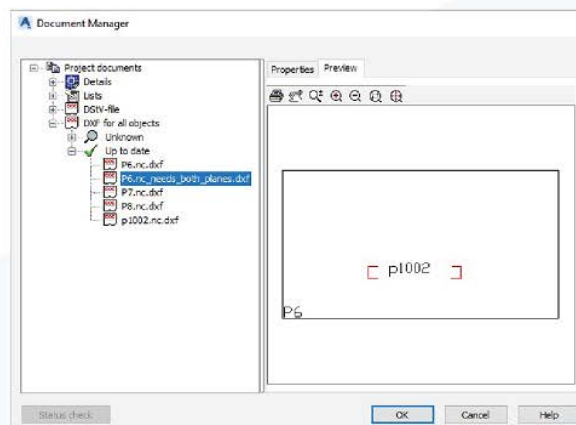 Document Manager
Project documents
Details
Lists
DStV-file
DXF for all objects
Unknown
Up to date
P6.nc.dxf
P6.nc_needs_both_planes.dxf
P7.nc.dxf
P8.nc.dxf
p1002.nc.dxf
Properties
Preview
p1002
P6
Status check
OK
Cancel
Help